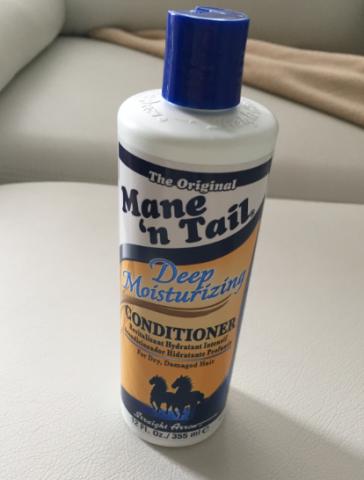 The Original
Mane
'n Tail
Deep
Moisturizing
CONDITIONER
Revitalisant Hydratant Intensif
Acondicionador Hidratante Profundo
For Dry, Damaged Hair
Straight Arrow
12 Fl. Oz./ 355 ml